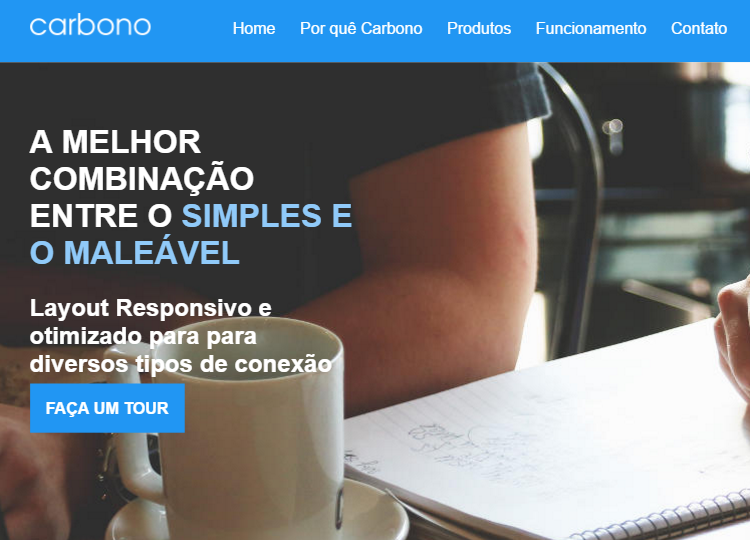 carbono
Home Por quê Carbono Produtos Funcionamento Contato
A MELHOR
COMBINAÇÃO
ENTRE O SIMPLES E
O MALEÁVEL
Layout Responsivo e
otimizado para para
diversos tipos de conexão
FAÇA UM TOUR